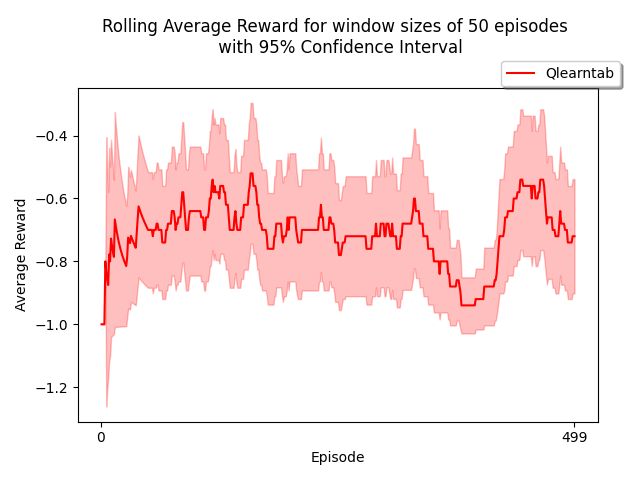 Rolling Average Reward for window sizes of 50 episodes
with 95% Confidence Interval
Qlearntab
−0.4
−0.6
−0.8
−1.0
−1.2
Average Reward
0
499
Episode